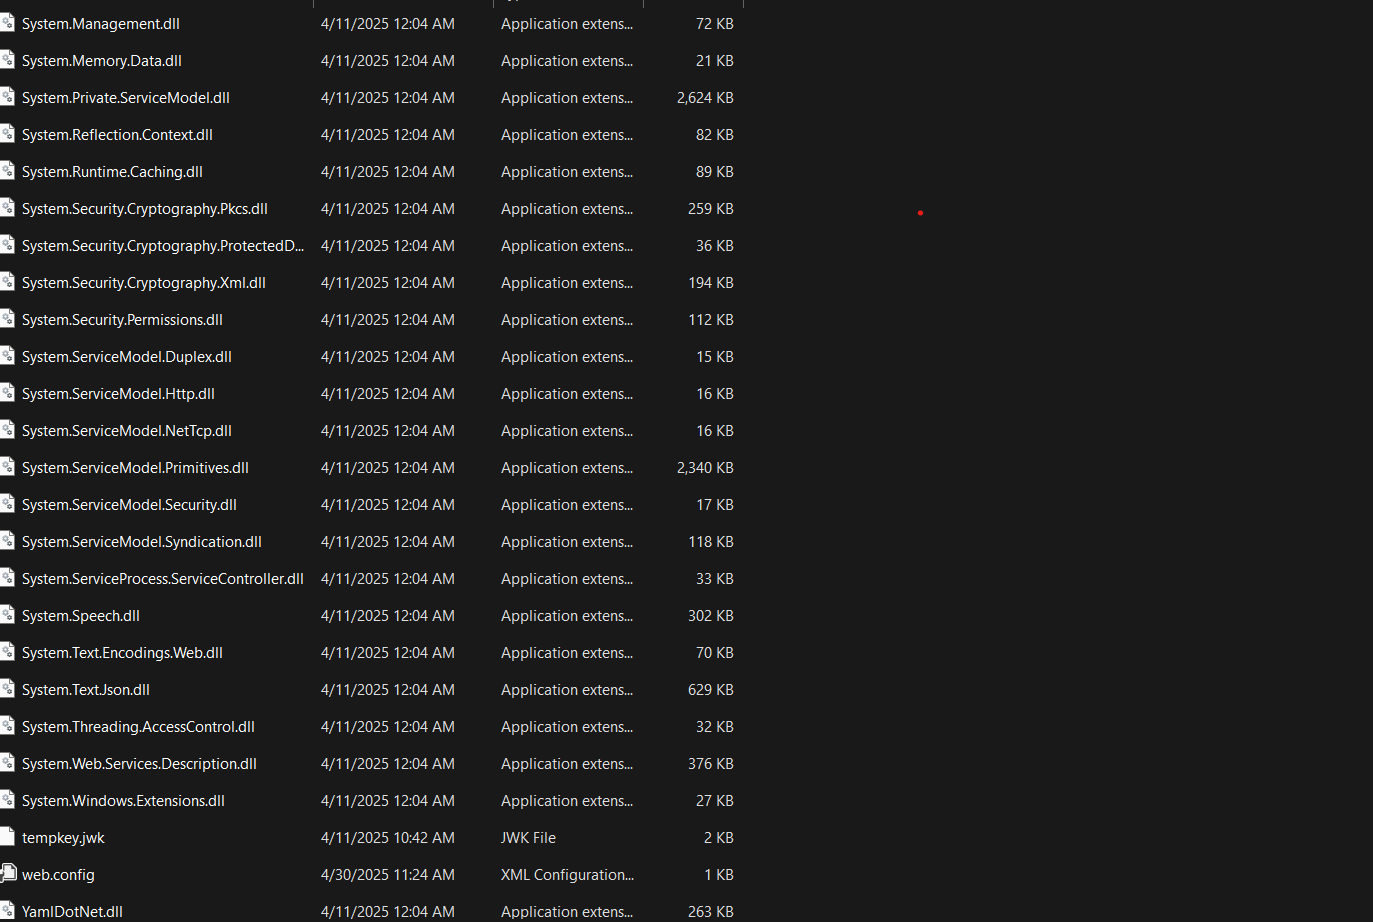 System.Management.dll 4/11/2025 12:04 AM Application extens... 72 KB
System.Memory.Data.dll 4/11/2025 12:04 AM Application extens... 21 KB
System.Private.ServiceModel.dll 4/11/2025 12:04 AM Application extens... 2,624 KB
System.Reflection.Context.dll 4/11/2025 12:04 AM Application extens... 82 KB
System.Runtime.Caching.dll 4/11/2025 12:04 AM Application extens... 89 KB
System.Security.Cryptography.Pkcs.dll 4/11/2025 12:04 AM Application extens... 259 KB
System.Security.Cryptography.ProtectedD... 4/11/2025 12:04 AM Application extens... 36 KB
System.Security.Cryptography.Xml.dll 4/11/2025 12:04 AM Application extens... 194 KB
System.Security.Permissions.dll 4/11/2025 12:04 AM Application extens... 112 KB
System.ServiceModel.Duplex.dll 4/11/2025 12:04 AM Application extens... 15 KB
System.ServiceModel.Http.dll 4/11/2025 12:04 AM Application extens... 16 KB
System.ServiceModel.NetTcp.dll 4/11/2025 12:04 AM Application extens... 16 KB
System.ServiceModel.Primitives.dll 4/11/2025 12:04 AM Application extens... 2,340 KB
System.ServiceModel.Security.dll 4/11/2025 12:04 AM Application extens... 17 KB
System.ServiceModel.Syndication.dll 4/11/2025 12:04 AM Application extens... 118 KB
System.ServiceProcess.ServiceController.dll 4/11/2025 12:04 AM Application extens... 33 KB
System.Speech.dll 4/11/2025 12:04 AM Application extens... 302 KB
System.Text.Encodings.Web.dll 4/11/2025 12:04 AM Application extens... 70 KB
System.Text.Json.dll 4/11/2025 12:04 AM Application extens... 629 KB
System.Threading.AccessControl.dll 4/11/2025 12:04 AM Application extens... 32 KB
System.Web.Services.Description.dll 4/11/2025 12:04 AM Application extens... 376 KB
System.Windows.Extensions.dll 4/11/2025 12:04 AM Application extens... 27 KB
tempkey.jwk 4/11/2025 10:42 AM JWK File 2 KB
web.config 4/30/2025 11:24 AM XML Configuration... 1 KB
YamlDotNet.dll 4/11/2025 12:04 AM Application extens... 263 KB